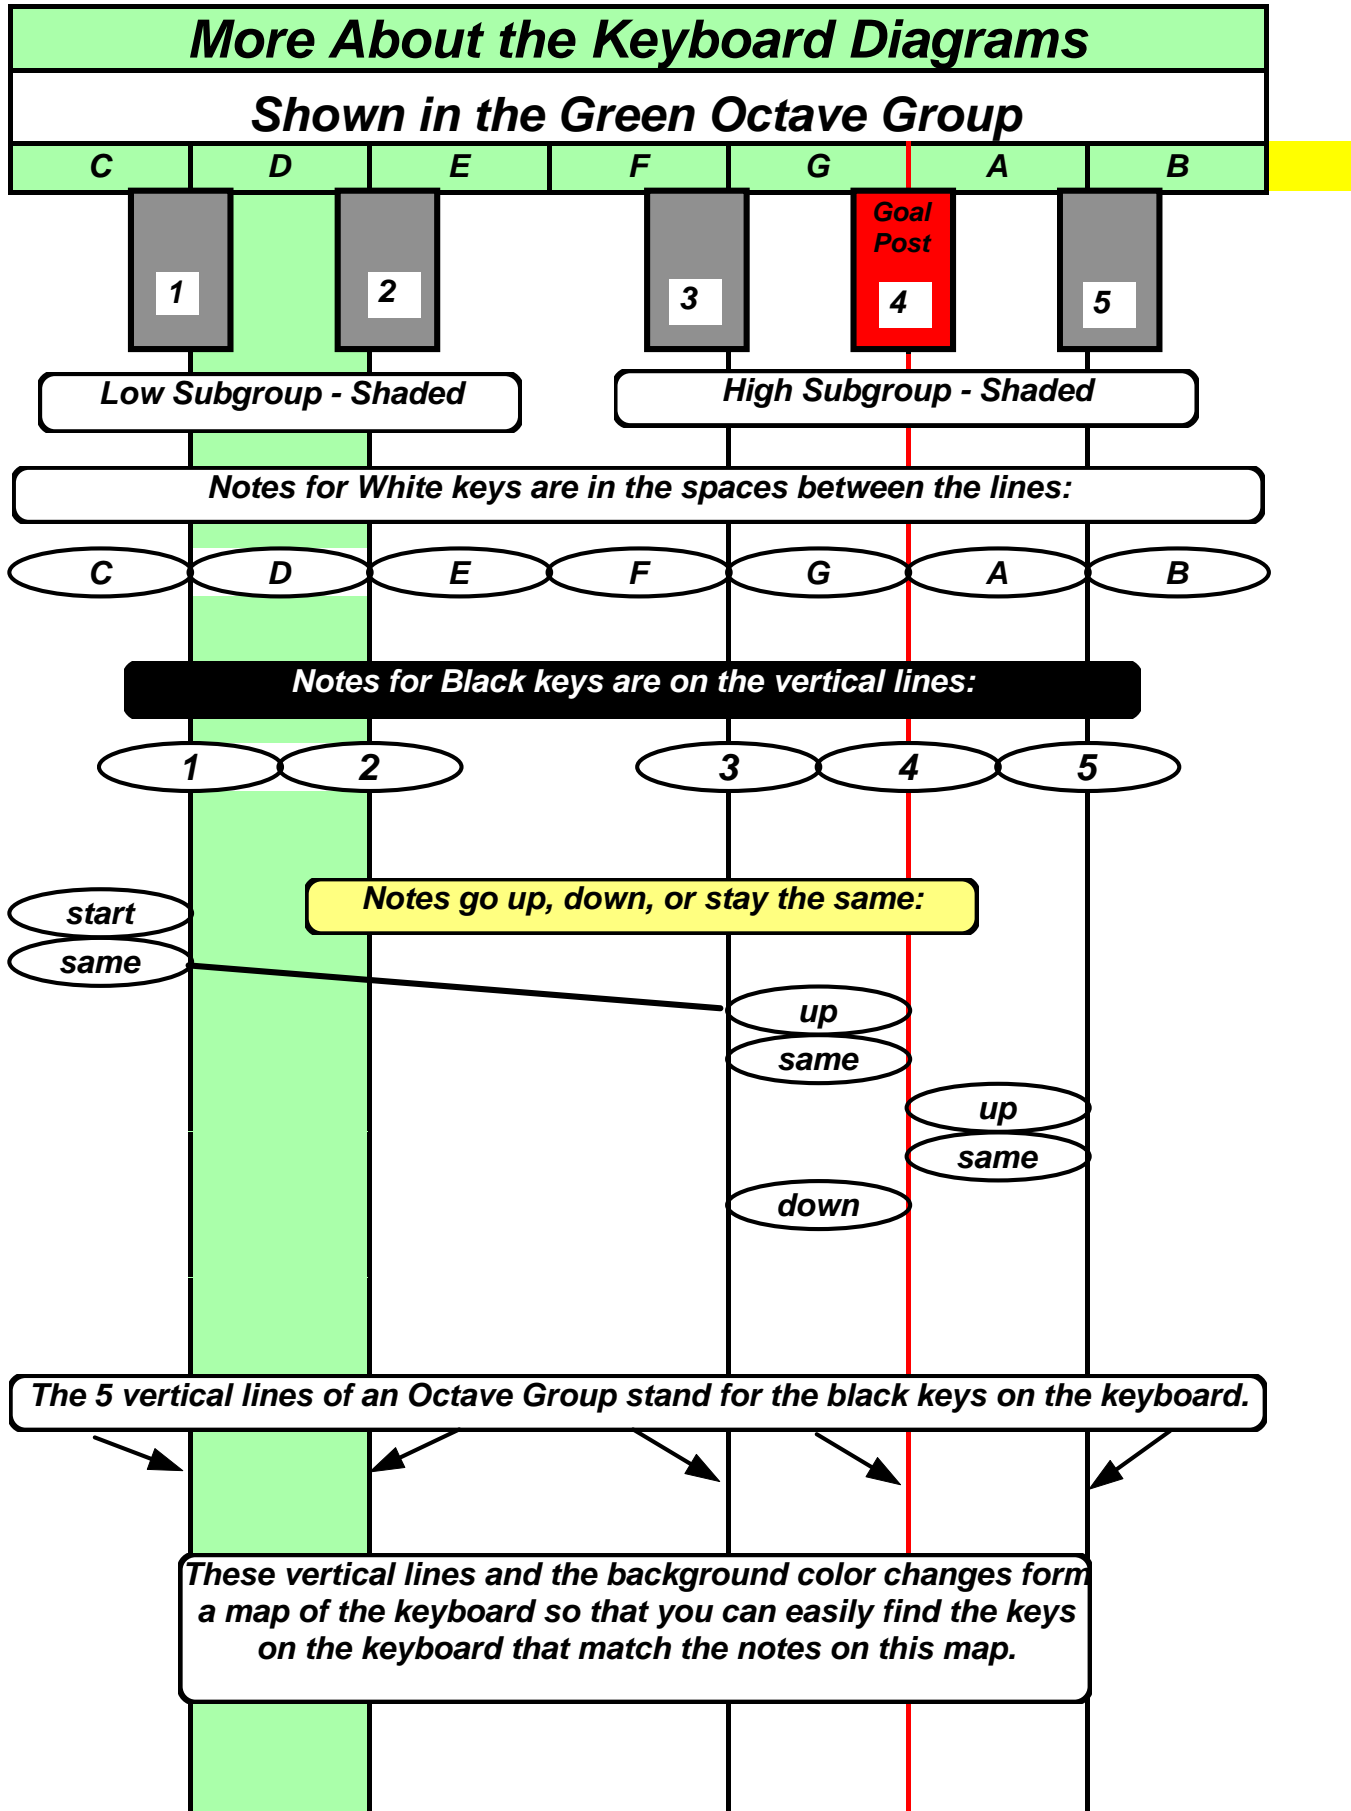 More About the Keyboard Diagrams
Shown in the Green Octave Group
C D E F G A B
Goal
Post
1 2 3 4 5
Low Subgroup - Shaded
High Subgroup - Shaded
Notes for White keys are in the spaces between the lines:
C D E F G A B
Notes for Black keys are on the vertical lines:
1 2 3 4 5
Notes go up, down, or stay the same:
start
same
up
same
up
same
down
The 5 vertical lines of an Octave Group stand for the black keys on the keyboard.
These vertical lines and the background color changes form
a map of the keyboard so that you can easily find the keys
on the keyboard that match the notes on this map.